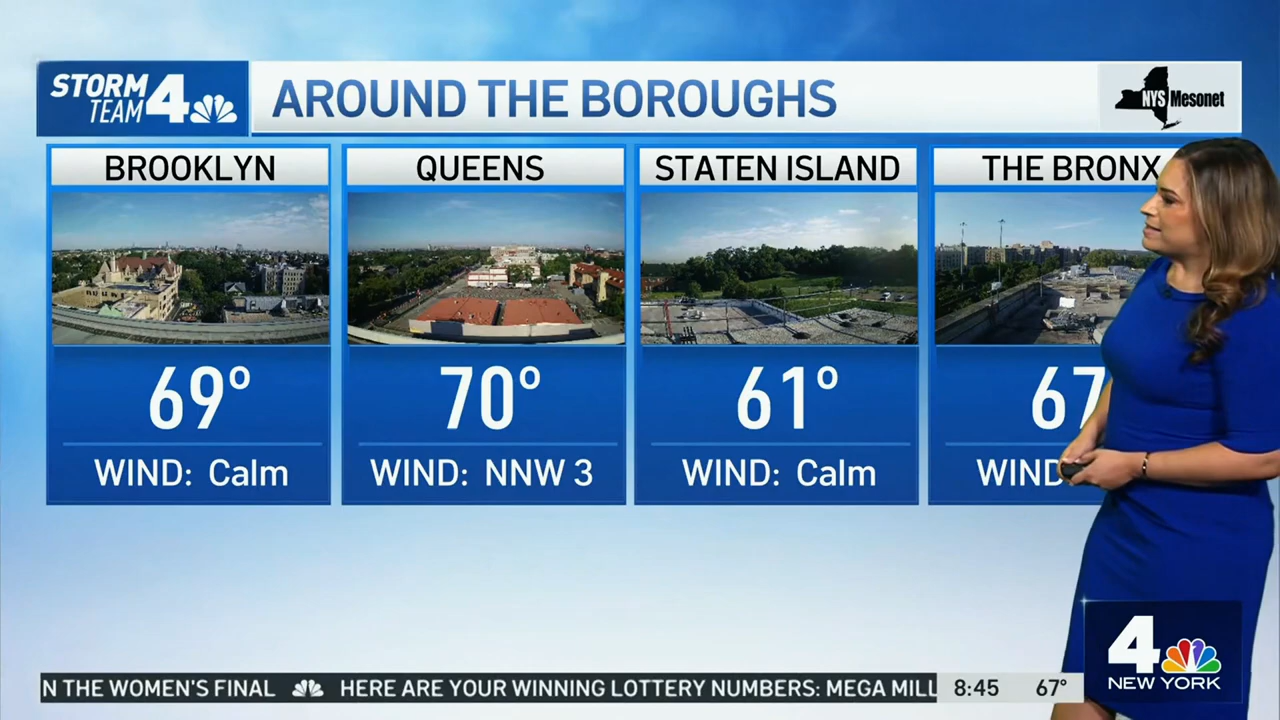 STORM TEAM 4
AROUND THE BOROUGHS
NYS Mesonet
BROOKLYN
69°
WIND: Calm
QUEENS
70°
WIND: NNW 3
STATEN ISLAND
61°
WIND: Calm
THE BRONX
67
WIND
4
NEW YORK
N THE WOMEN'S FINAL HERE ARE YOUR WINNING LOTTERY NUMBERS: MEGA MILL
8:45 67°